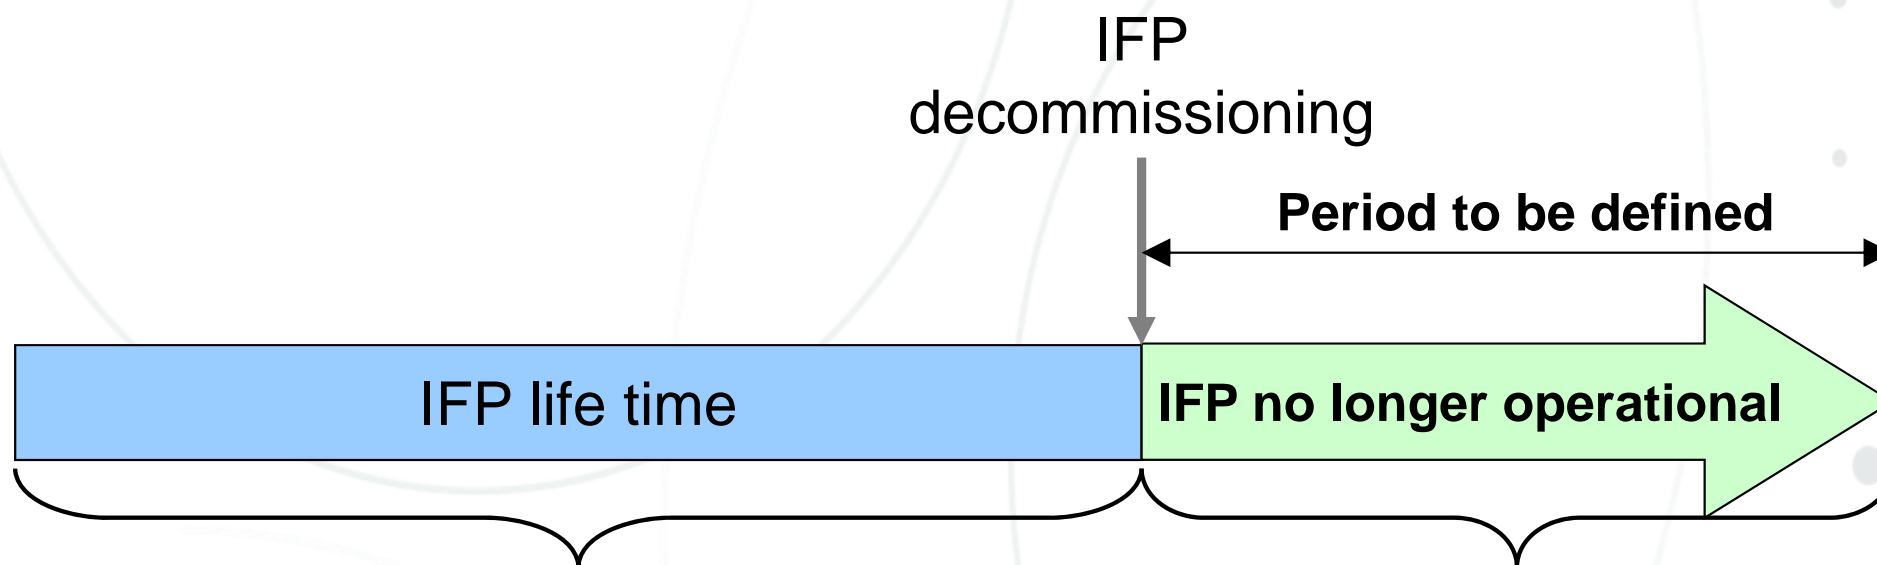 IFP
decommissioning
Period to be defined
IFP life time
IFP no longer operational